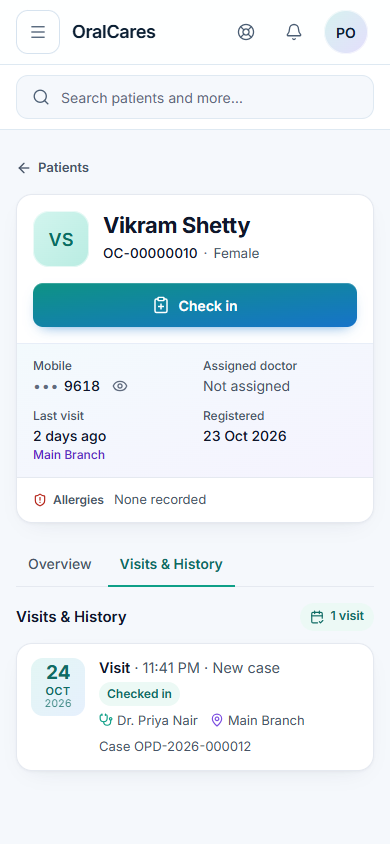 OralCares
PO
Search patients and more...
Patients
VS
Vikram Shetty
OC-00000010 · Female
Check in
Mobile
••• 9618
Assigned doctor
Not assigned
Last visit
2 days ago
Main Branch
Registered
23 Oct 2026
Allergies None recorded
Overview
Visits & History
Visits & History
1 visit
24
OCT
2026
Visit · 11:41 PM · New case
Checked in
Dr. Priya Nair Main Branch
Case OPD-2026-000012